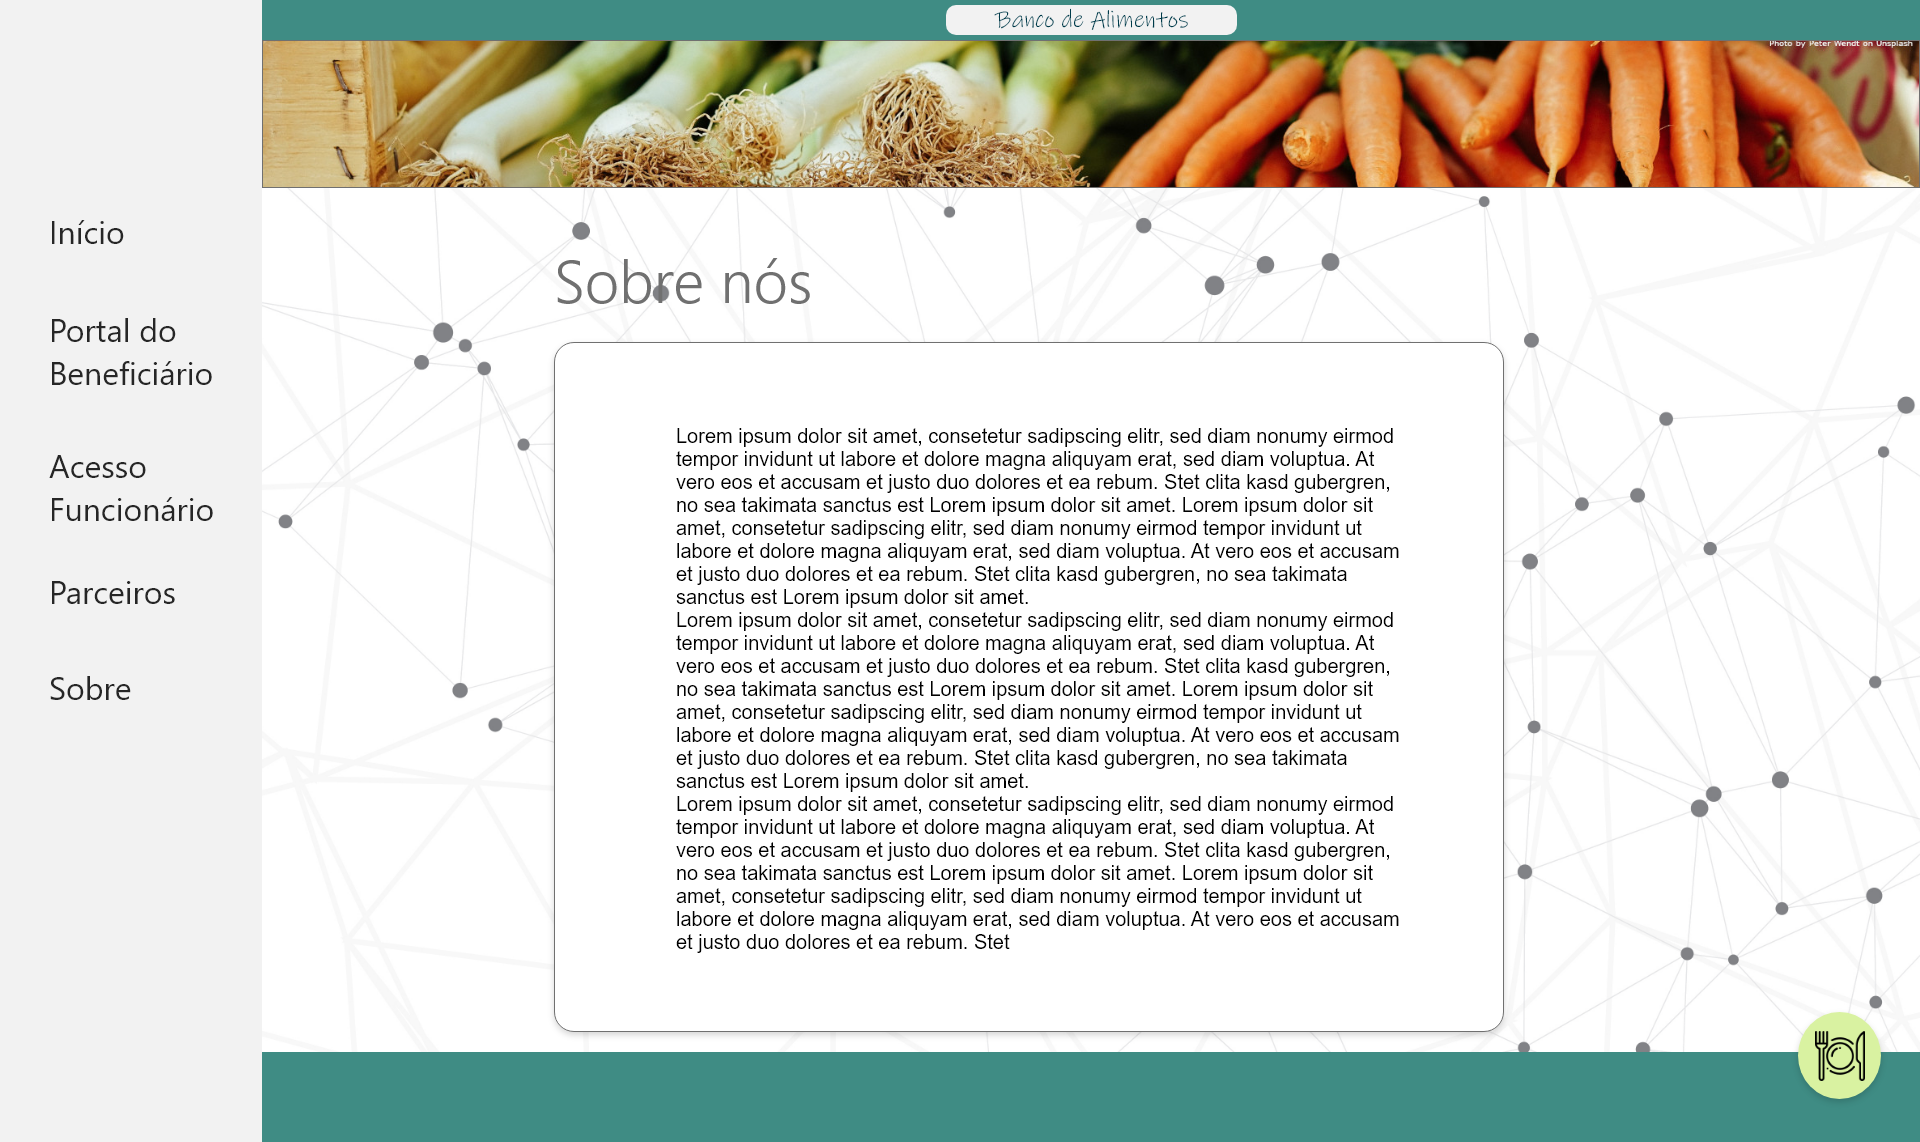 Banco de Alimentos
Photo by Peter Wendt on Unsplash
Início
Portal do
Beneficiário
Acesso
Funcionário
Parceiros
Sobre
Sobre nós
Lorem ipsum dolor sit amet, consetetur sadipscing elitr, sed diam nonumy eirmod
tempor invidunt ut labore et dolore magna aliquyam erat, sed diam voluptua. At
vero eos et accusam et justo duo dolores et ea rebum. Stet clita kasd gubergren,
no sea takimata sanctus est Lorem ipsum dolor sit amet. Lorem ipsum dolor sit
amet, consetetur sadipscing elitr, sed diam nonumy eirmod tempor invidunt ut
labore et dolore magna aliquyam erat, sed diam voluptua. At vero eos et accusam
et justo duo dolores et ea rebum. Stet clita kasd gubergren, no sea takimata
sanctus est Lorem ipsum dolor sit amet.
Lorem ipsum dolor sit amet, consetetur sadipscing elitr, sed diam nonumy eirmod
tempor invidunt ut labore et dolore magna aliquyam erat, sed diam voluptua. At
vero eos et accusam et justo duo dolores et ea rebum. Stet clita kasd gubergren,
no sea takimata sanctus est Lorem ipsum dolor sit amet. Lorem ipsum dolor sit
amet, consetetur sadipscing elitr, sed diam nonumy eirmod tempor invidunt ut
labore et dolore magna aliquyam erat, sed diam voluptua. At vero eos et accusam
et justo duo dolores et ea rebum. Stet clita kasd gubergren, no sea takimata
sanctus est Lorem ipsum dolor sit amet.
Lorem ipsum dolor sit amet, consetetur sadipscing elitr, sed diam nonumy eirmod
tempor invidunt ut labore et dolore magna aliquyam erat, sed diam voluptua. At
vero eos et accusam et justo duo dolores et ea rebum. Stet clita kasd gubergren,
no sea takimata sanctus est Lorem ipsum dolor sit amet. Lorem ipsum dolor sit
amet, consetetur sadipscing elitr, sed diam nonumy eirmod tempor invidunt ut
labore et dolore magna aliquyam erat, sed diam voluptua. At vero eos et accusam
et justo duo dolores et ea rebum. Stet